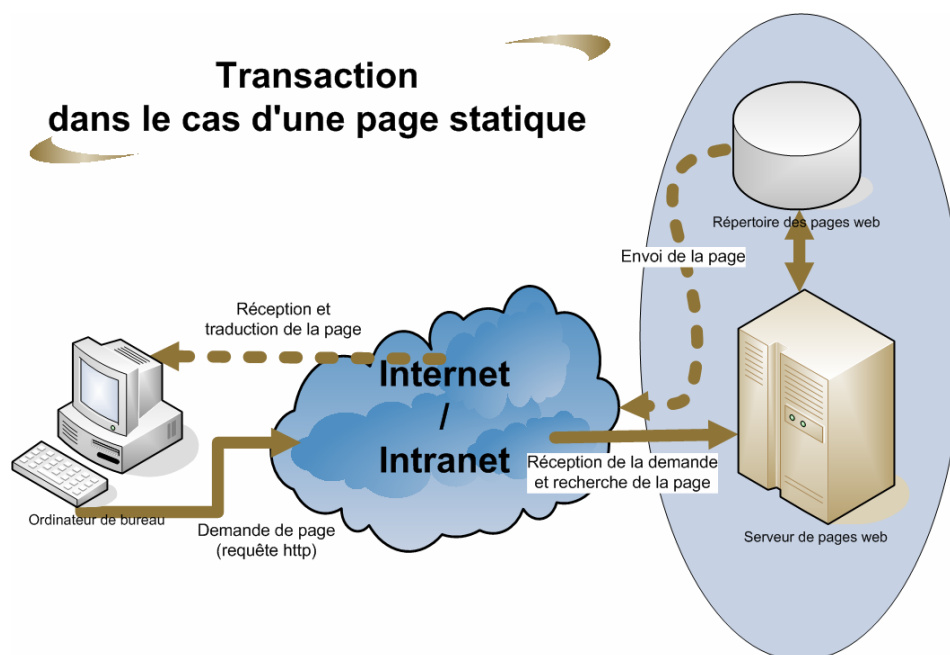 Transaction
dans le cas d'une page statique
Répertoire des pages web
Envoi de la page
Réception et
traduction de la page
Internet
/
Intranet
Réception de la demande
et recherche de la page
Ordinateur de bureau
Demande de page
(requête http)
Serveur de pages web